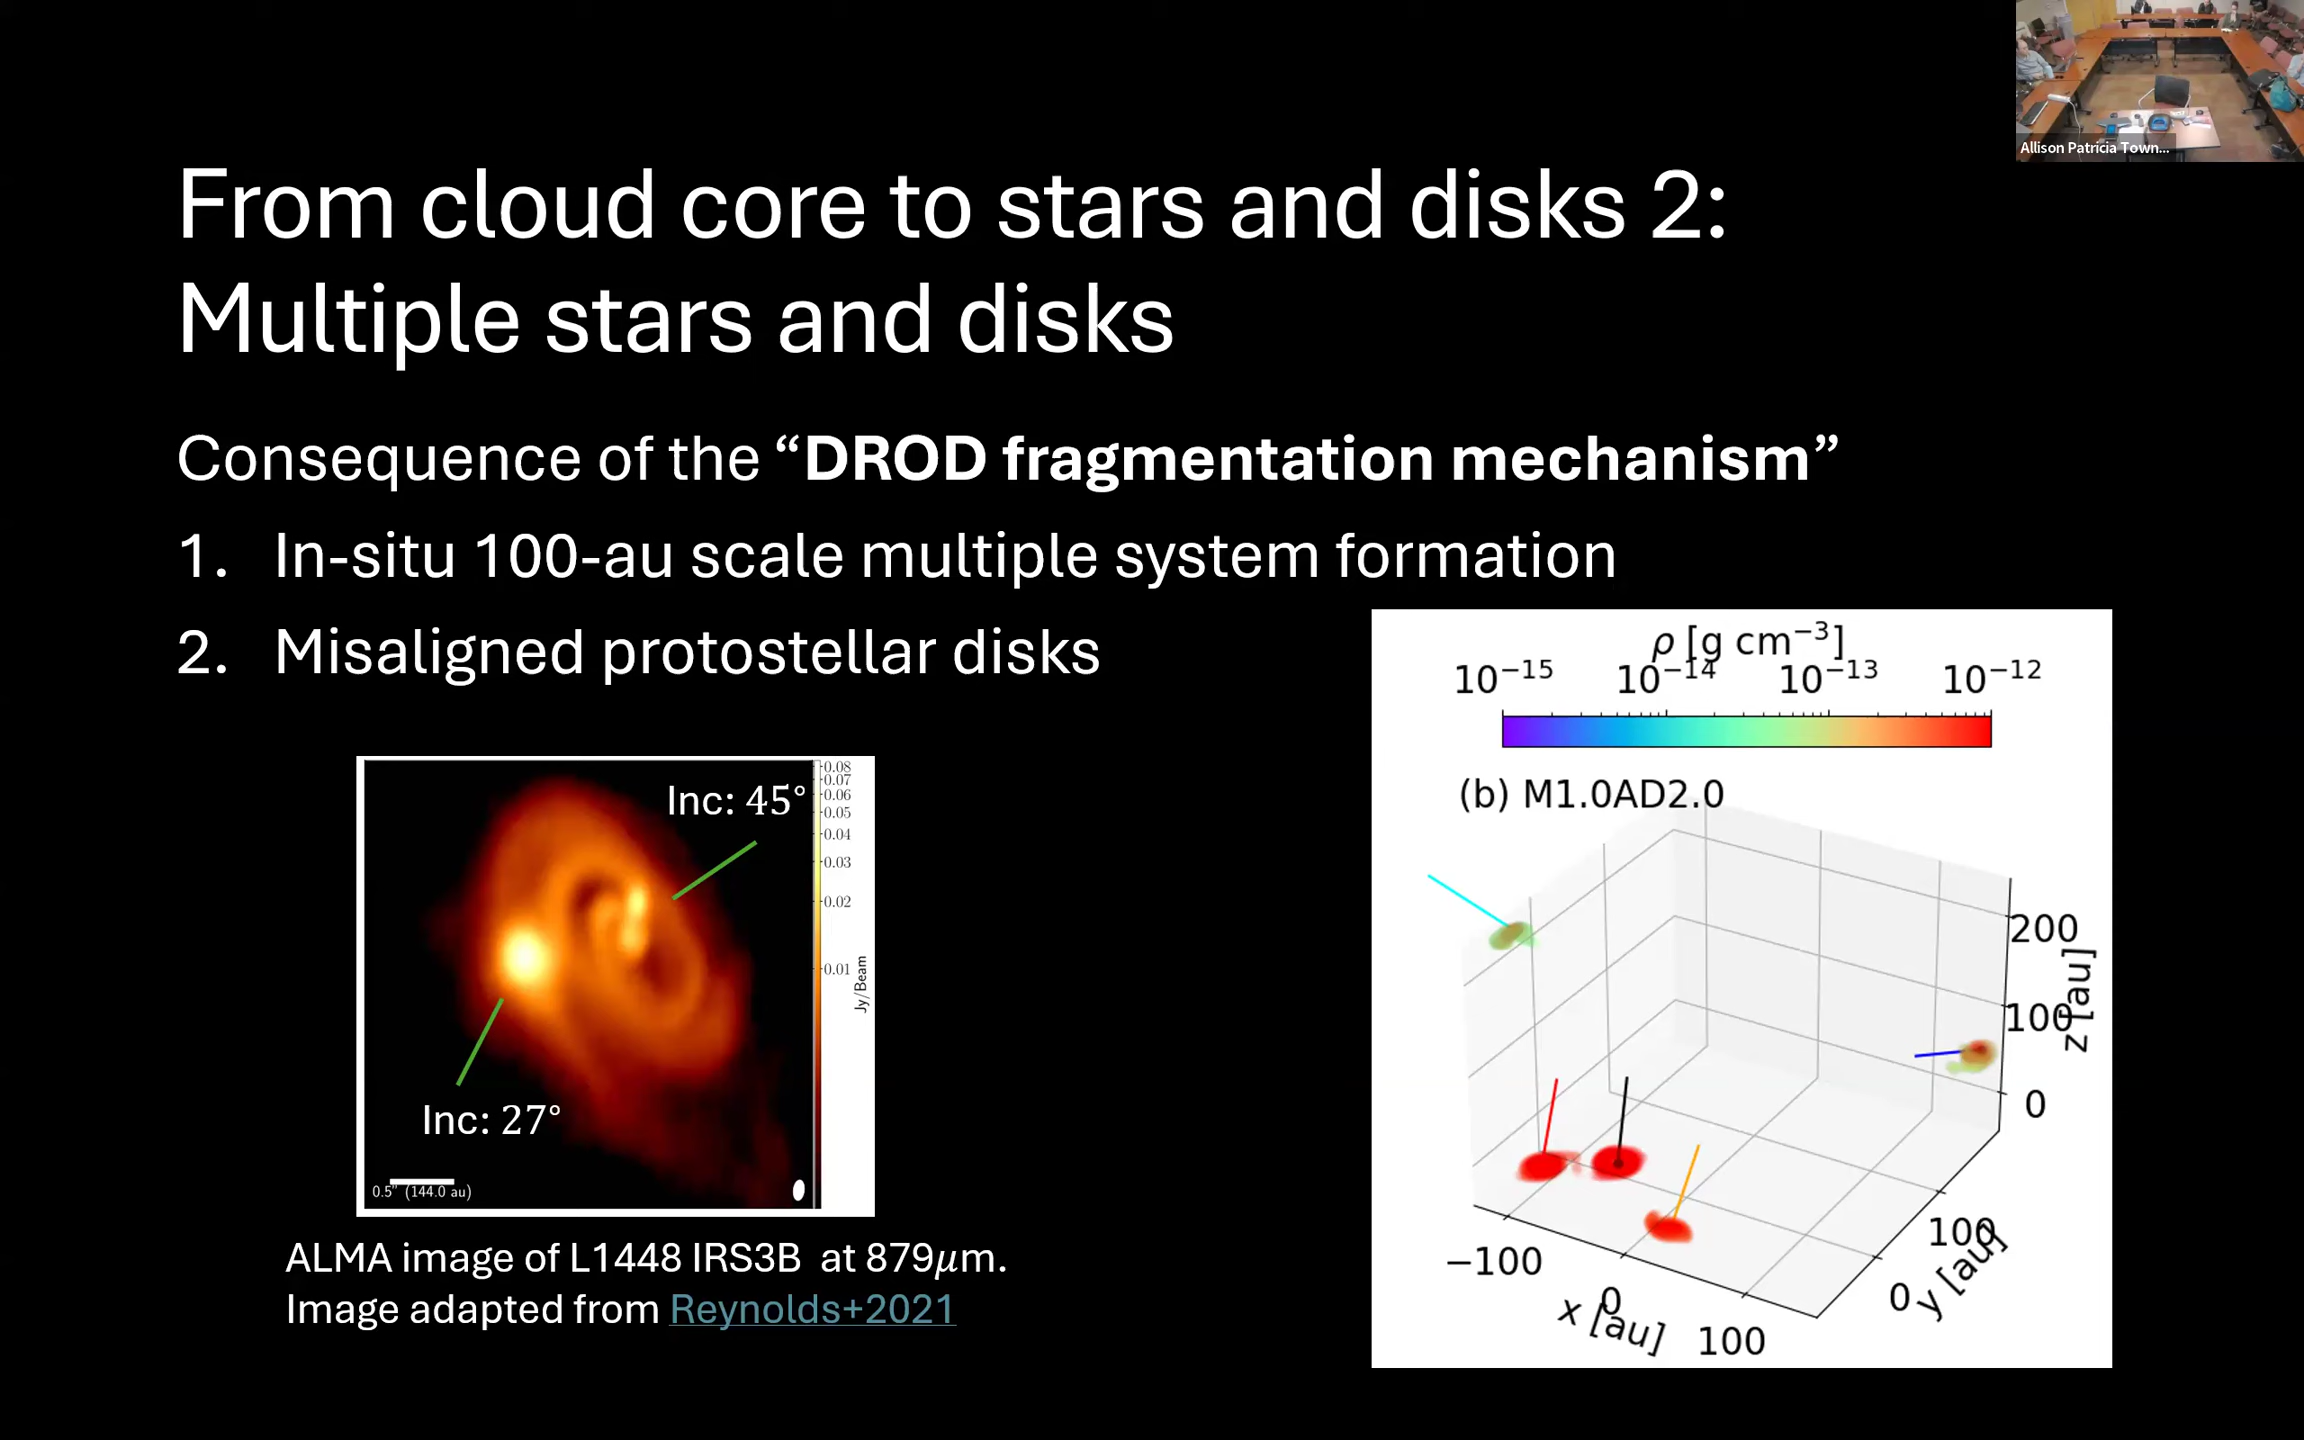 Allison Patricia Town...
From cloud core to stars and disks 2:
Multiple stars and disks
Consequence of the “DROD fragmentation mechanism”
1. In-situ 100-au scale multiple system formation
2. Misaligned protostellar disks
Inc: 45°
Inc: 27°
0.5" (144.0 au)
0.08
0.07
0.06
0.05
0.04
0.03
0.02
0.01
Jy/Beam
ALMA image of L1448 IRS3B at 879𝜇m.
Image adapted from Reynolds+2021
ρ [g cm⁻³]
10⁻¹⁵ 10⁻¹⁴ 10⁻¹³ 10⁻¹²
(b) M1.0AD2.0
200
100
0
z [au]
−100
0
100
x [au]
100
0
y [au]